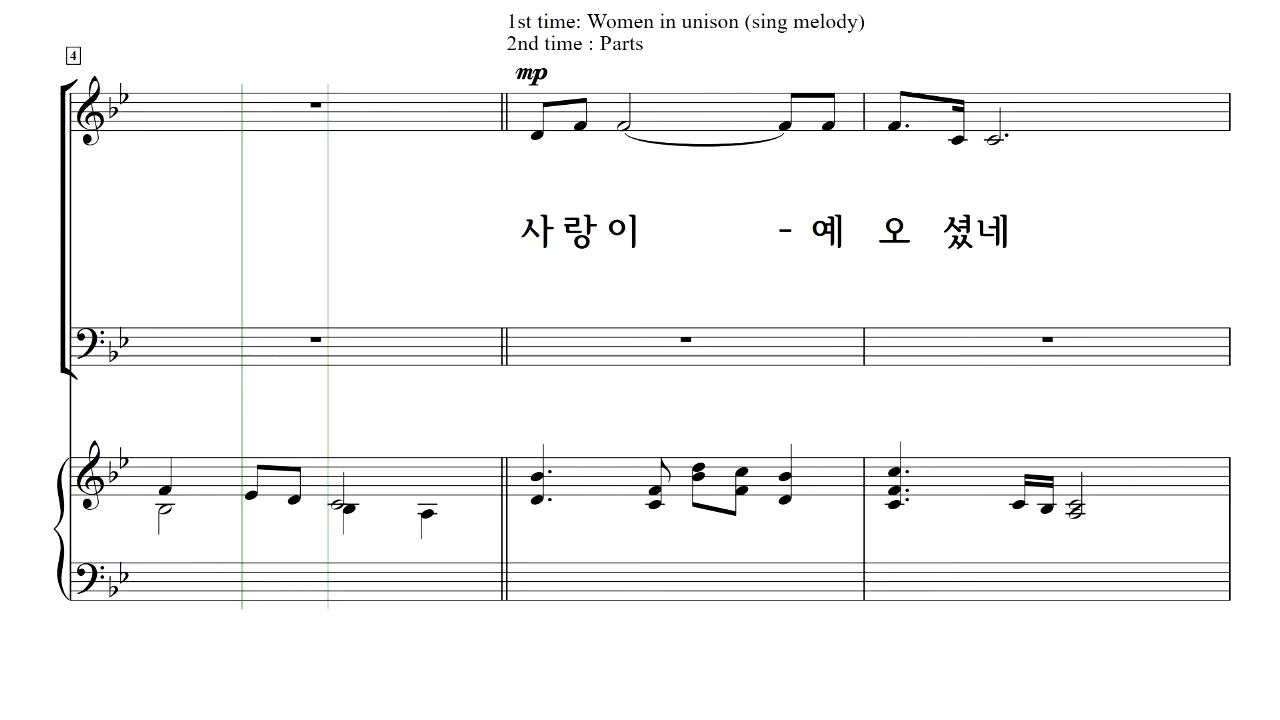 1st time: Women in unison (sing melody)
2nd time : Parts
4
mp
사 랑 이 - 예 오 셨 네